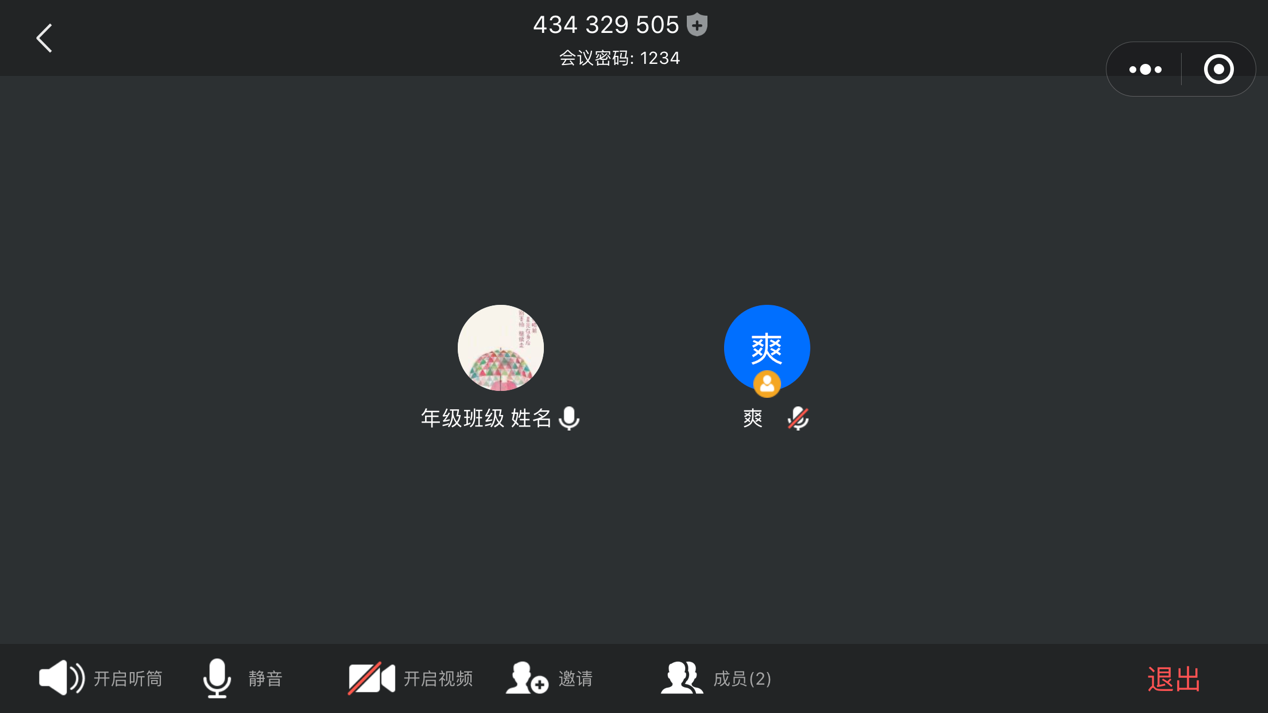 434 329 505
会议密码: 1234
爽
年级班级 姓名
爽
开启听筒
静音
开启视频
邀请
成员(2)
退出